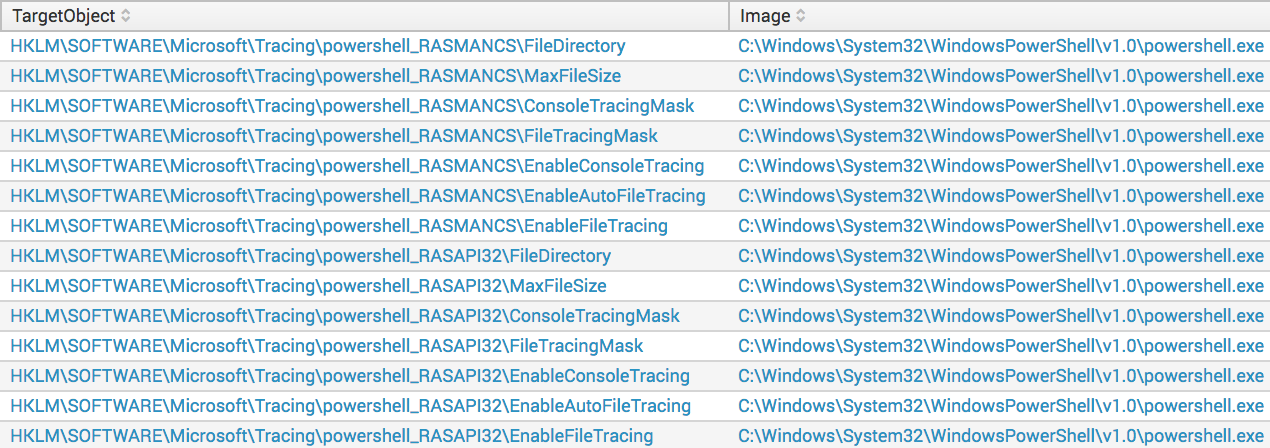 TargetObject Image
HKLM\SOFTWARE\Microsoft\Tracing\powershell_RASMANCS\FileDirectory C:\Windows\System32\WindowsPowerShell\v1.0\powershell.exe
HKLM\SOFTWARE\Microsoft\Tracing\powershell_RASMANCS\MaxFileSize C:\Windows\System32\WindowsPowerShell\v1.0\powershell.exe
HKLM\SOFTWARE\Microsoft\Tracing\powershell_RASMANCS\ConsoleTracingMask C:\Windows\System32\WindowsPowerShell\v1.0\powershell.exe
HKLM\SOFTWARE\Microsoft\Tracing\powershell_RASMANCS\FileTracingMask C:\Windows\System32\WindowsPowerShell\v1.0\powershell.exe
HKLM\SOFTWARE\Microsoft\Tracing\powershell_RASMANCS\EnableConsoleTracing C:\Windows\System32\WindowsPowerShell\v1.0\powershell.exe
HKLM\SOFTWARE\Microsoft\Tracing\powershell_RASMANCS\EnableAutoFileTracing C:\Windows\System32\WindowsPowerShell\v1.0\powershell.exe
HKLM\SOFTWARE\Microsoft\Tracing\powershell_RASMANCS\EnableFileTracing C:\Windows\System32\WindowsPowerShell\v1.0\powershell.exe
HKLM\SOFTWARE\Microsoft\Tracing\powershell_RASAPI32\FileDirectory C:\Windows\System32\WindowsPowerShell\v1.0\powershell.exe
HKLM\SOFTWARE\Microsoft\Tracing\powershell_RASAPI32\MaxFileSize C:\Windows\System32\WindowsPowerShell\v1.0\powershell.exe
HKLM\SOFTWARE\Microsoft\Tracing\powershell_RASAPI32\ConsoleTracingMask C:\Windows\System32\WindowsPowerShell\v1.0\powershell.exe
HKLM\SOFTWARE\Microsoft\Tracing\powershell_RASAPI32\FileTracingMask C:\Windows\System32\WindowsPowerShell\v1.0\powershell.exe
HKLM\SOFTWARE\Microsoft\Tracing\powershell_RASAPI32\EnableConsoleTracing C:\Windows\System32\WindowsPowerShell\v1.0\powershell.exe
HKLM\SOFTWARE\Microsoft\Tracing\powershell_RASAPI32\EnableAutoFileTracing C:\Windows\System32\WindowsPowerShell\v1.0\powershell.exe
HKLM\SOFTWARE\Microsoft\Tracing\powershell_RASAPI32\EnableFileTracing C:\Windows\System32\WindowsPowerShell\v1.0\powershell.exe